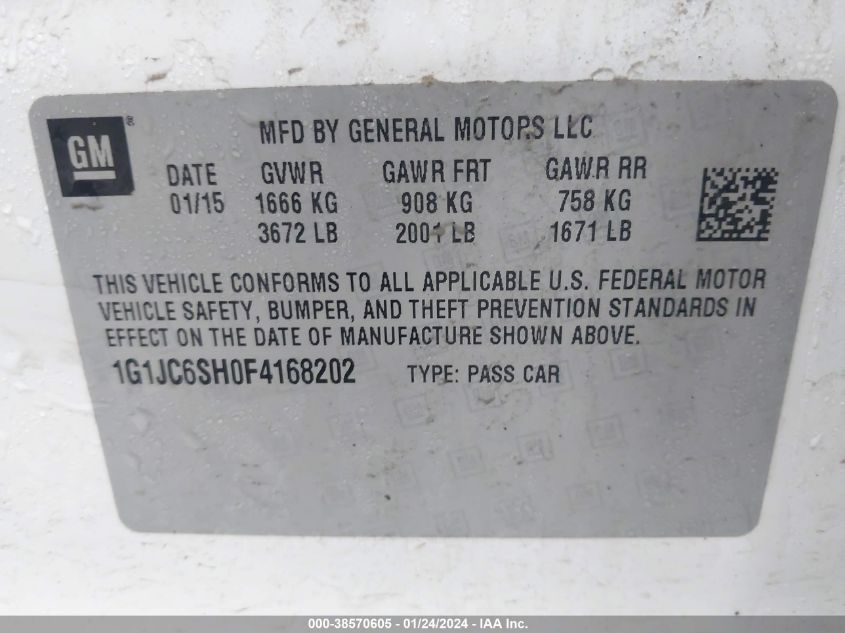 GM
MFD BY GENERAL MOTORS LLC
DATE GVWR GAWR FRT GAWR RR
01/15 1666 KG 908 KG 758 KG
3672 LB 2001 LB 1671 LB
THIS VEHICLE CONFORMS TO ALL APPLICABLE U.S. FEDERAL MOTOR
VEHICLE SAFETY, BUMPER, AND THEFT PREVENTION STANDARDS IN
EFFECT ON THE DATE OF MANUFACTURE SHOWN ABOVE.
1G1JC6SH0F4168202 TYPE: PASS CAR
000-38570605 - 01/24/2024 - IAA Inc.